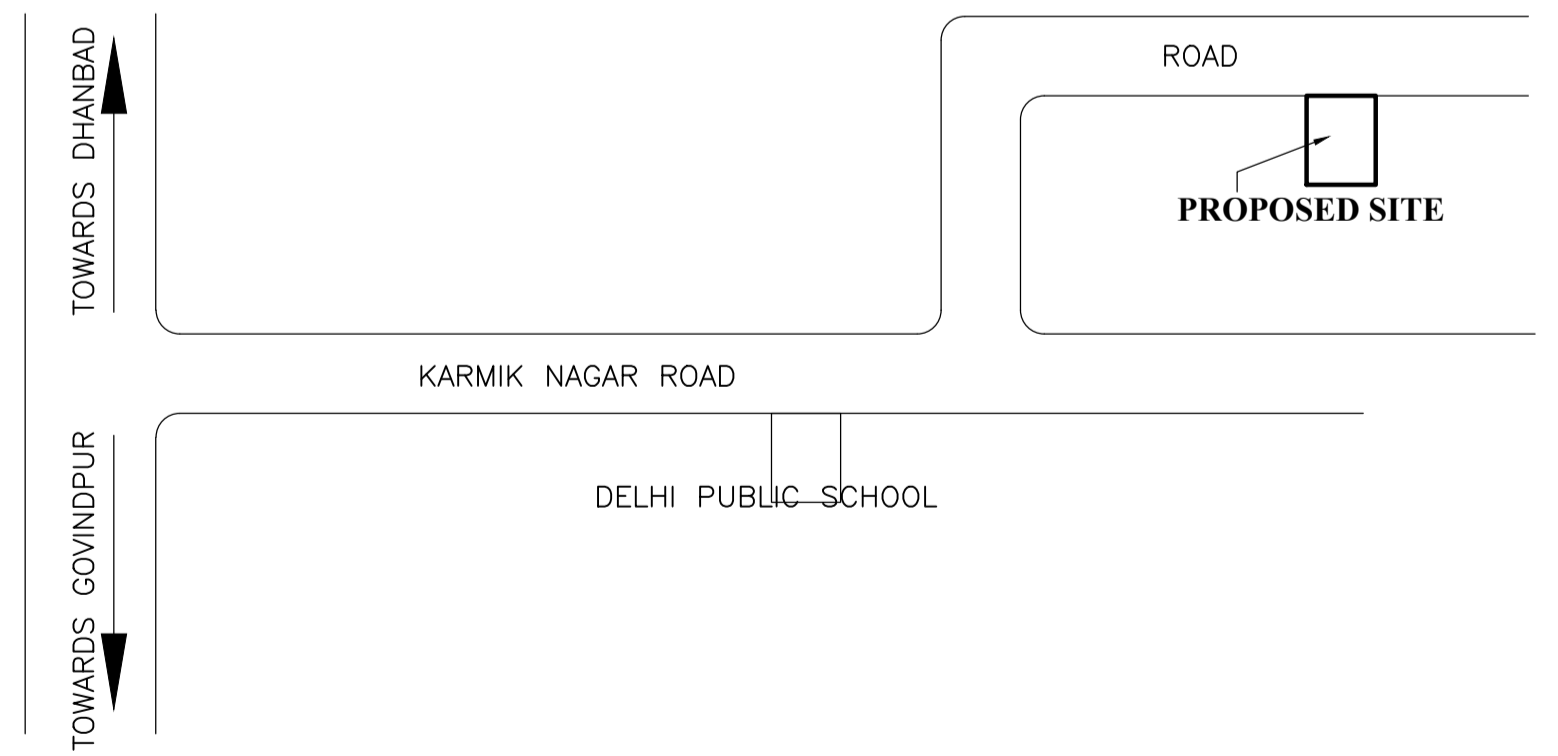 TOWARDS DHANBAD
ROAD
PROPOSED SITE
KARMIK NAGAR ROAD
DELHI PUBLIC SCHOOL
TOWARDS GOVINDPUR